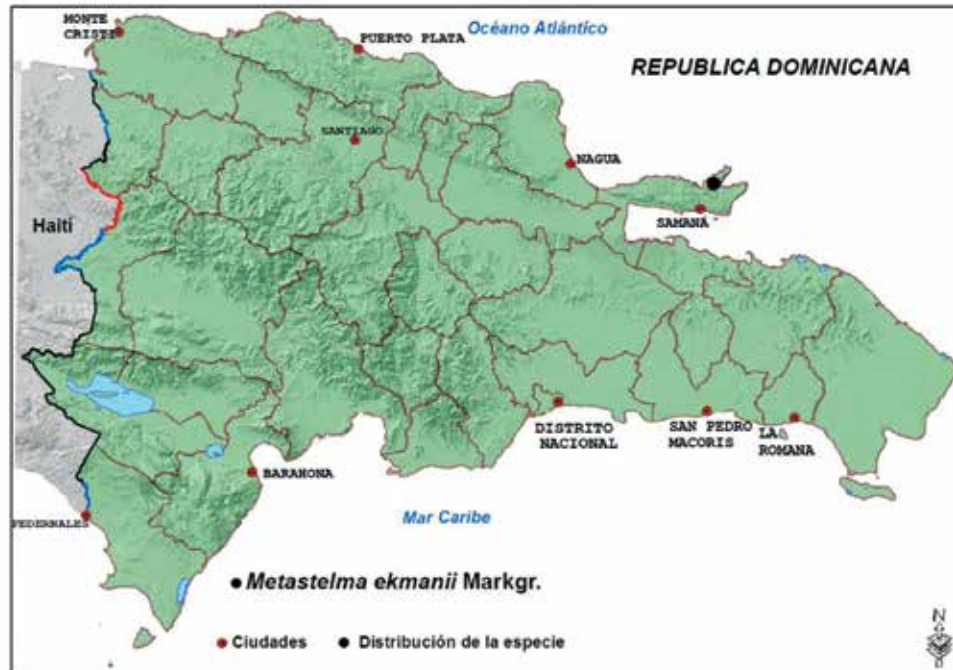 MONTE
CRISTI
PUERTO PLATA
Océano Atlántico
REPUBLICA DOMINICANA
SANTIAGO
NAGUA
SAMANÁ
Haití
DISTRITO
NACIONAL
SAN PEDRO
MACORIS
LA
ROMANA
BARAHONA
PEDERNALES
Mar Caribe
Metastelma ekmanii Markgr.
Ciudades
Distribución de la especie
N